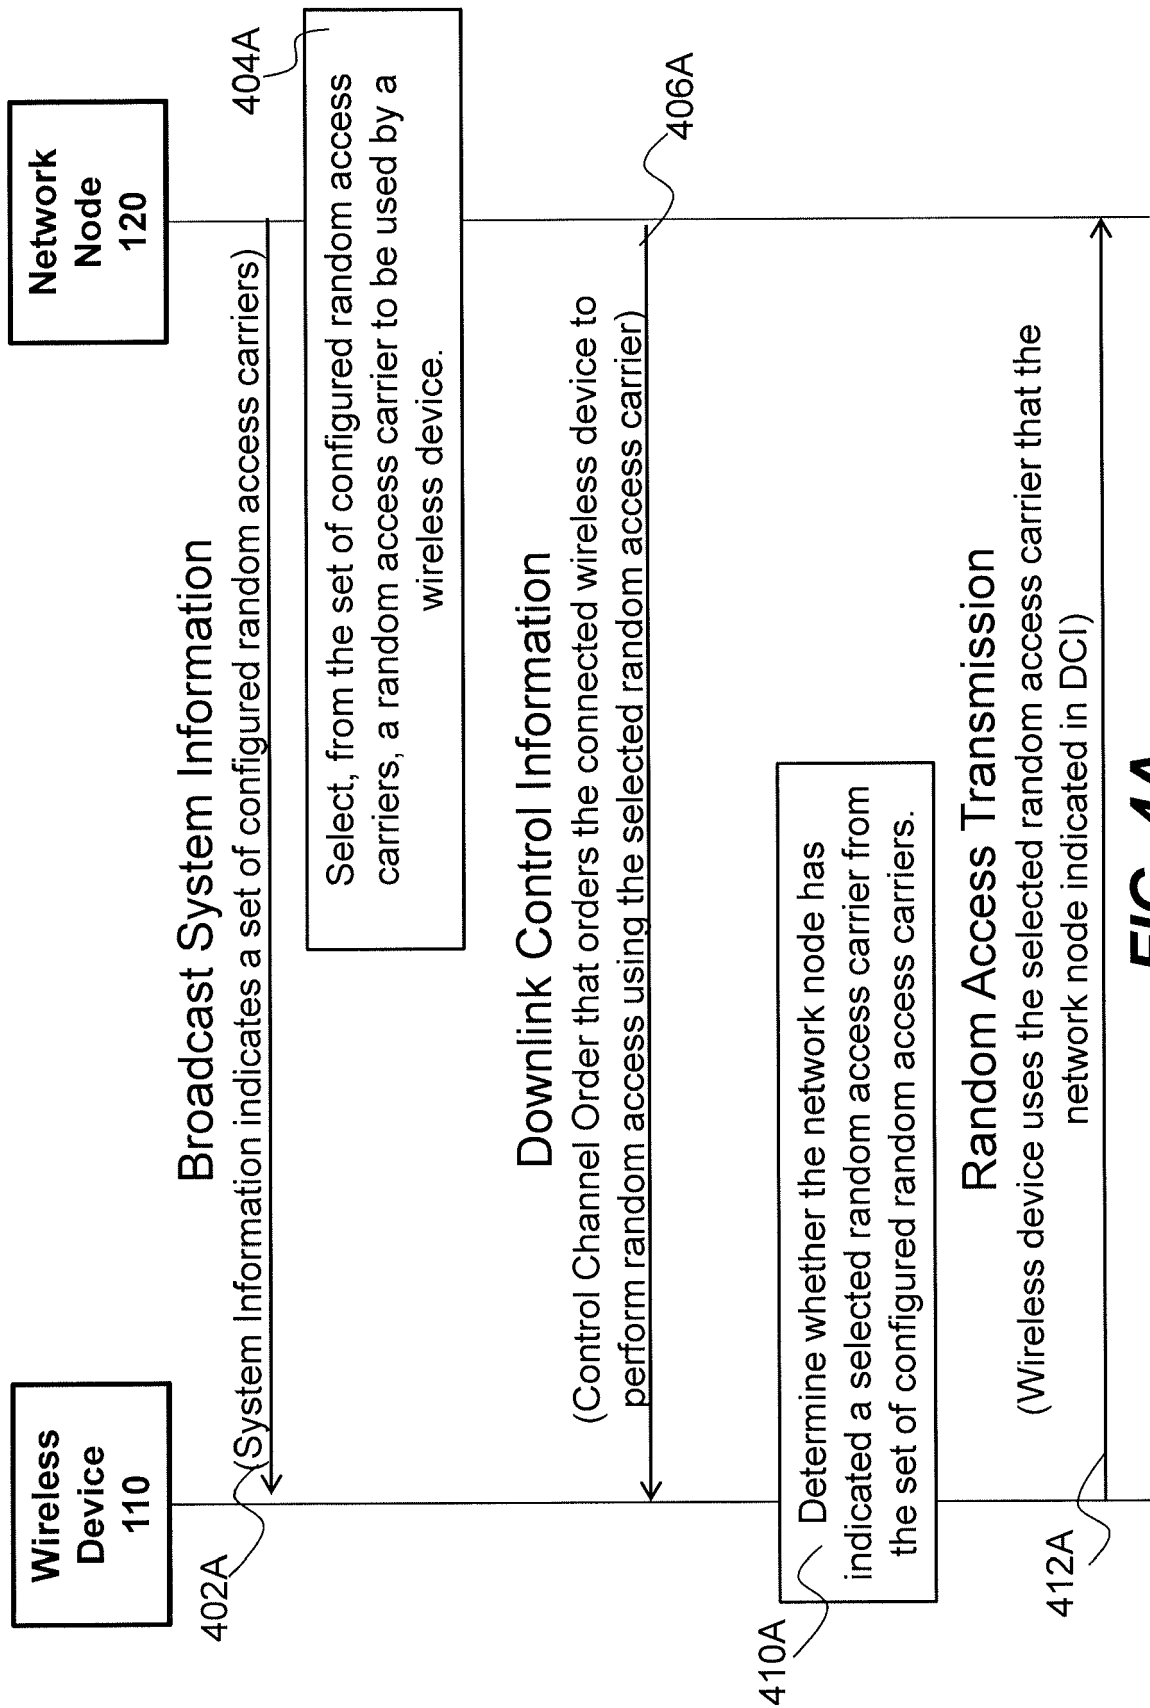 Wireless
Device
110
Network
Node
120
Broadcast System Information
(System Information indicates a set of configured random access carriers)
402A
404A
Select, from the set of configured random access
carriers, a random access carrier to be used by a
wireless device.
Downlink Control Information
(Control Channel Order that orders the connected wireless device to
perform random access using the selected random access carrier)
406A
410A
Determine whether the network node has
indicated a selected random access carrier from
the set of configured random access carriers.
Random Access Transmission
(Wireless device uses the selected random access carrier that the
network node indicated in DCI)
412A
FIG. 4A